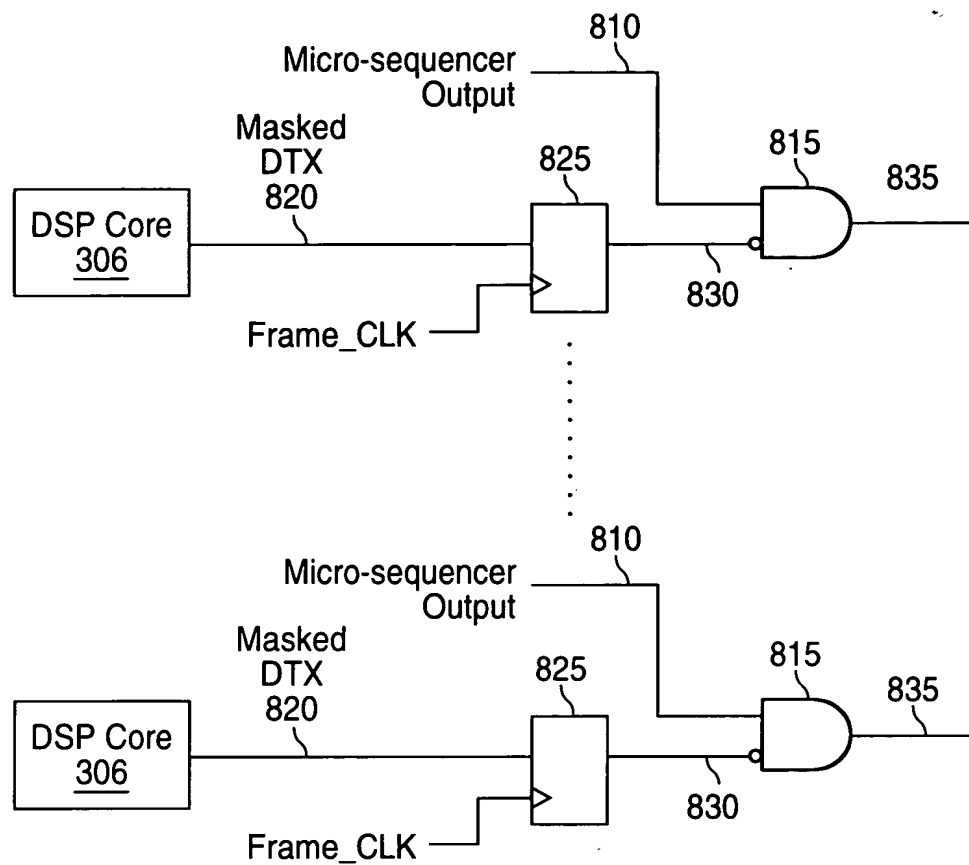 810
Micro-sequencer
Output
Masked
DTX
820
825
815
835
DSP Core
306
830
Frame_CLK
810
Micro-sequencer
Output
Masked
DTX
820
825
815
835
DSP Core
306
830
Frame_CLK